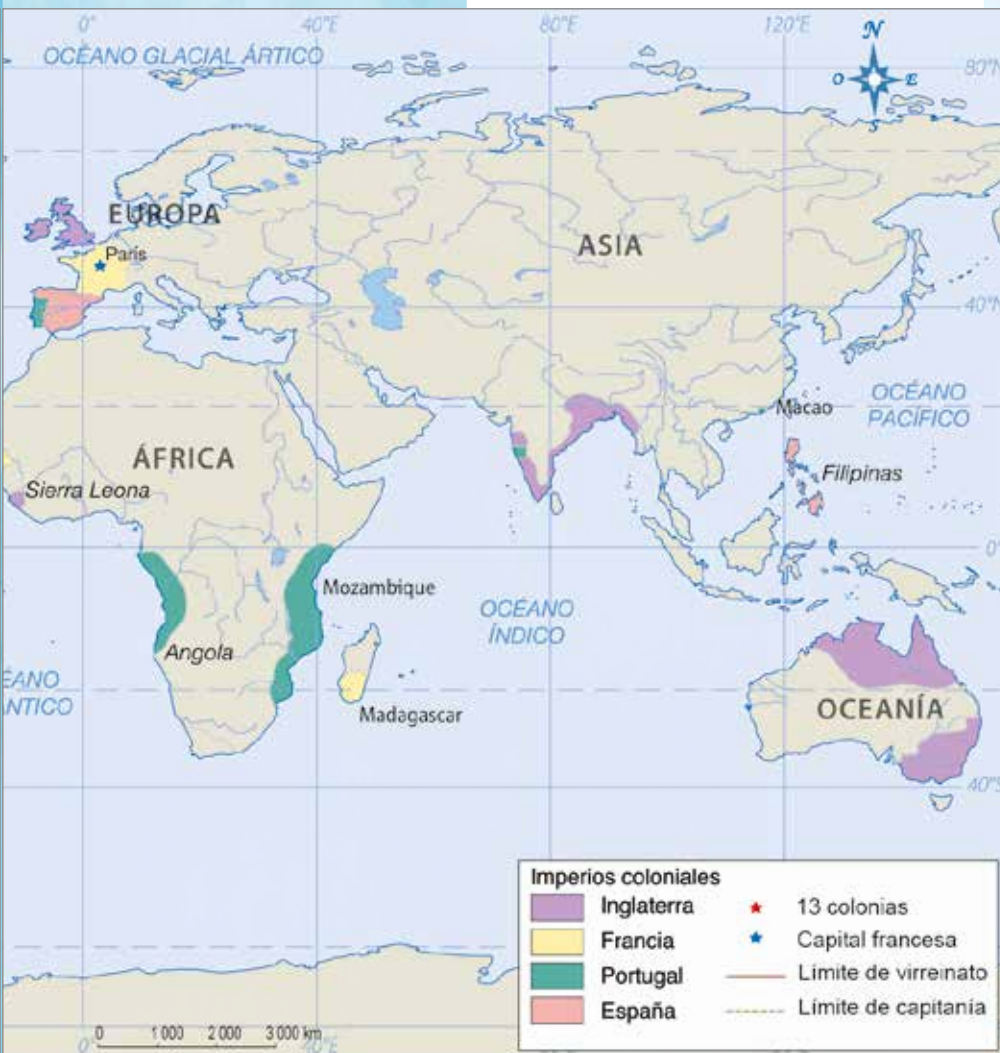 0°
40°E
80°E
120°E
N
OCÉANO GLACIAL ÁRTICO
O
E
S
80°N
EUROPA
París
ASIA
40°N
OCÉANO
PACÍFICO
Macao
ÁFRICA
Sierra Leona
Filipinas
0°
Mozambique
OCÉANO
ÍNDICO
Angola
ÉANO
NTICO
Madagascar
OCEANÍA
40°S
Imperios coloniales
Inglaterra
13 colonias
Francia
Capital francesa
Portugal
Límite de virreinato
España
Límite de capitanía
0 1 000 2 000 3 000 km
0°
40°E